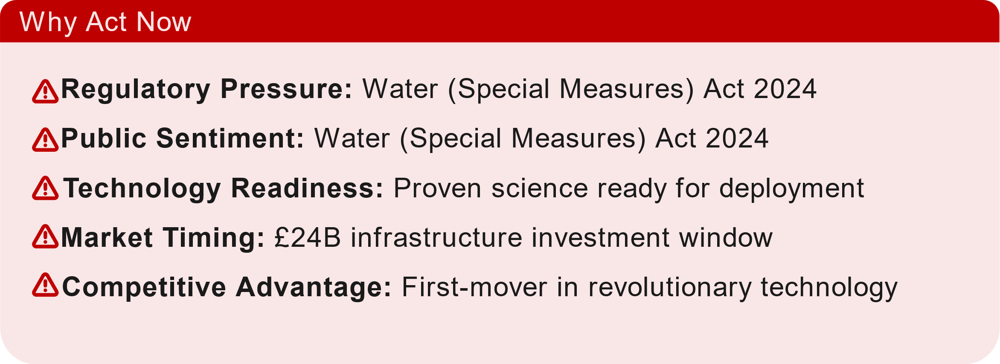 Why Act Now
Regulatory Pressure: Water (Special Measures) Act 2024
Public Sentiment: Water (Special Measures) Act 2024
Technology Readiness: Proven science ready for deployment
Market Timing: £24B infrastructure investment window
Competitive Advantage: First-mover in revolutionary technology